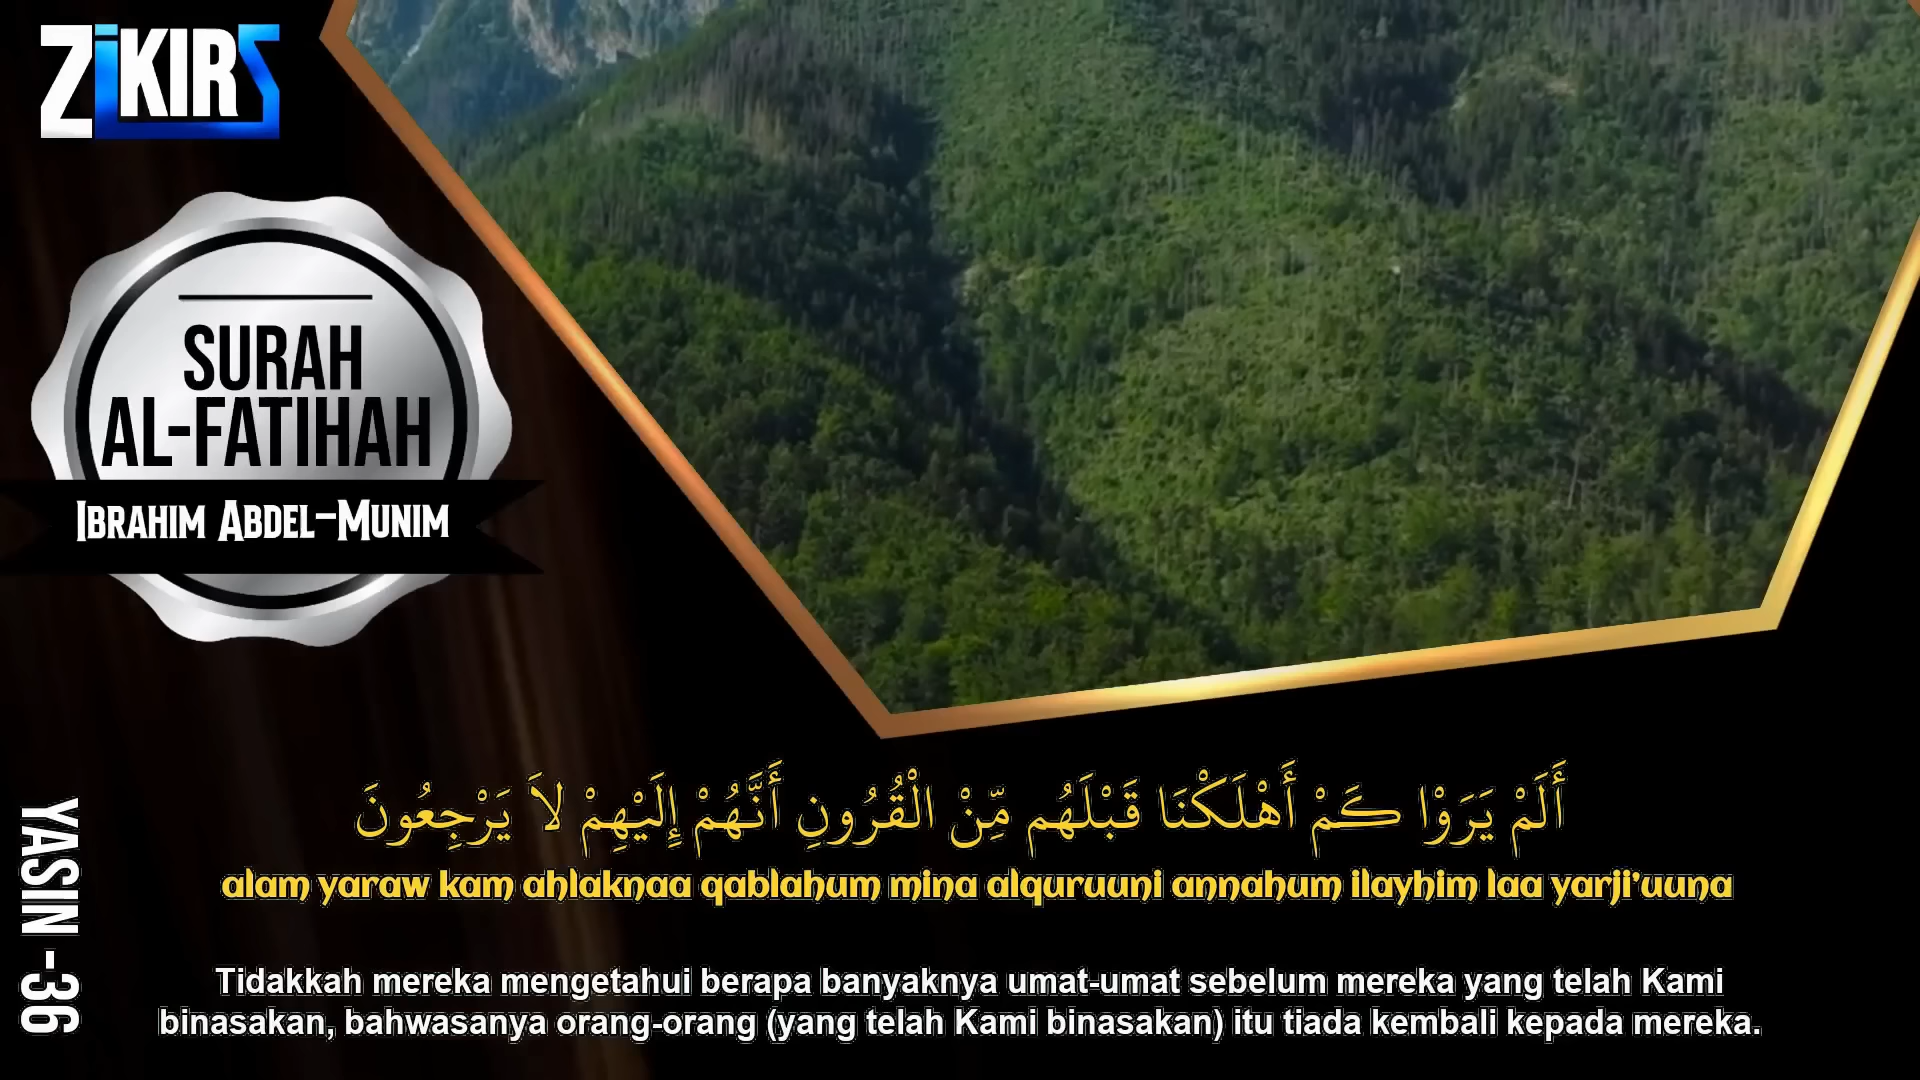 ZiKIRS
SURAH
AL-FATIHAH
IBRAHIM ABDEL-MUNIM
أَلَمْ يَرَوْا كَمْ أَهْلَكْنَا قَبْلَهُم مِّنْ الْقُرُونِ أَنَّهُمْ إِلَيْهِمْ لاَ يَرْجِعُونَ
alam yaraw kam ahlaknaa qablahum mina alquruuni annahum ilayhim laa yarji'uuna
Tidakkah mereka mengetahui berapa banyaknya umat-umat sebelum mereka yang telah Kami
binasakan, bahwasanya orang-orang (yang telah Kami binasakan) itu tiada kembali kepada mereka.
YASIN - 36